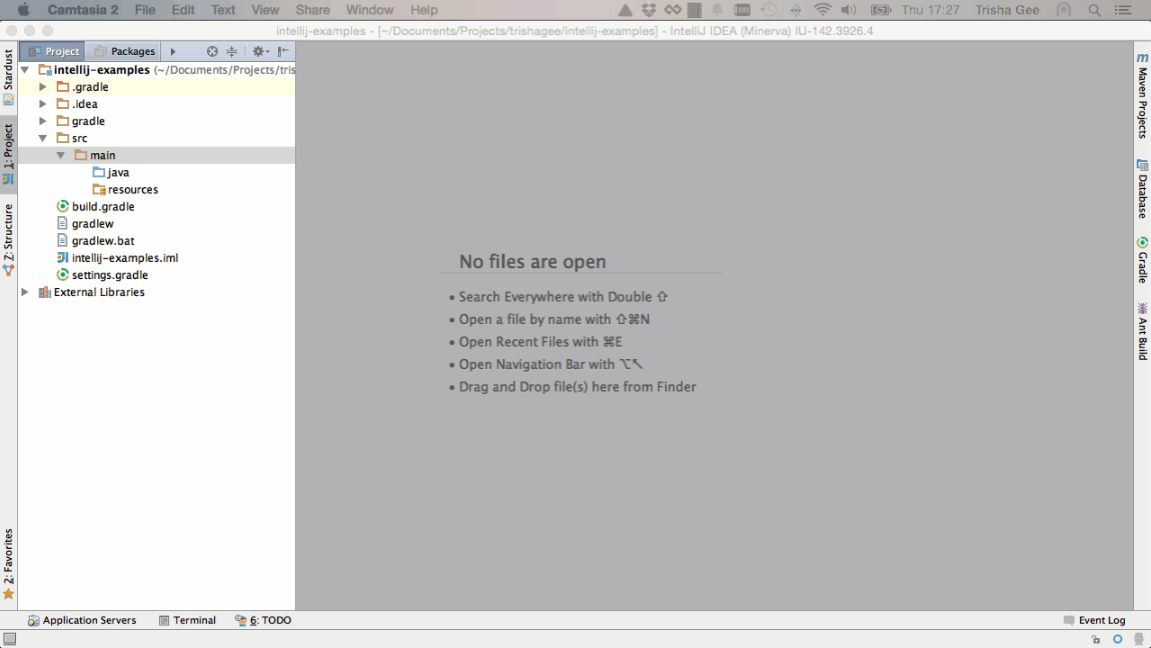 Camtasia 2 File Edit Text View Share Window Help Thu 17:27 Trisha Gee
intellij-examples - [~/Documents/Projects/trishagee/intellij-examples] - IntelliJ IDEA (Minerva) IU-142.3926.4
Project Packages
intellij-examples (~/Documents/Projects/tris
.gradle
.idea
gradle
src
main
java
resources
build.gradle
gradlew
gradlew.bat
intellij-examples.iml
settings.gradle
External Libraries
Stardust
1: Project
Z: Structure
2: Favorites
No files are open
• Search Everywhere with Double ⇧
• Open a file by name with ⇧⌘N
• Open Recent Files with ⌘E
• Open Navigation Bar with ⌥↖
• Drag and Drop file(s) here from Finder
m Maven Projects
Database
Gradle
Ant Build
Application Servers Terminal 6: TODO Event Log